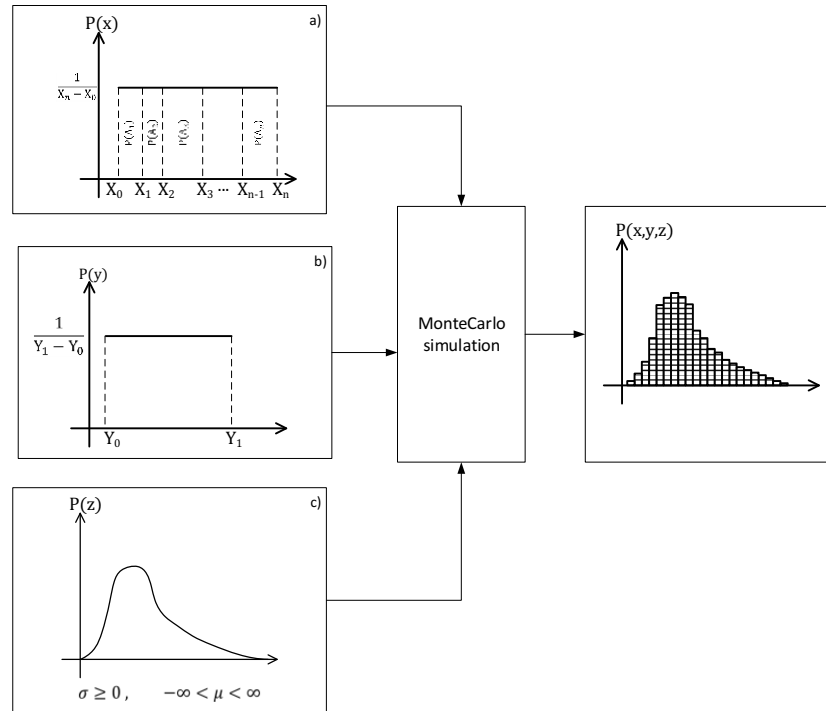 a)
P(x)
1
Xₙ − X₀
P(A₁) P(A₂) P(A₃) P(Aₙ)
X₀ X₁ X₂ X₃ ... Xₙ₋₁ Xₙ
b)
P(y)
1
Y₁ − Y₀
Y₀ Y₁
c)
P(z)
σ ≥ 0 , −∞ < μ < ∞
MonteCarlo
simulation
P(x,y,z)